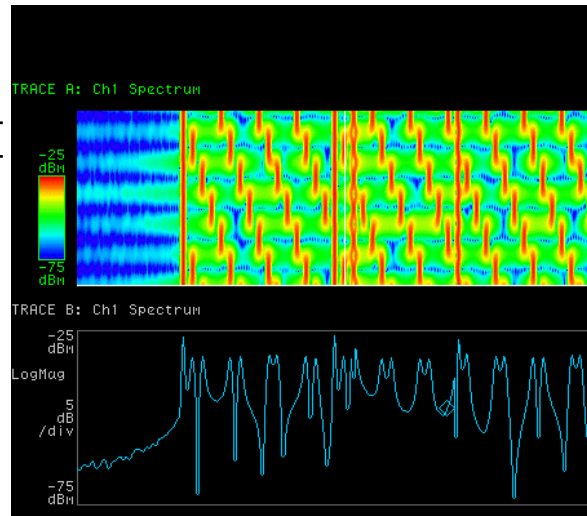 TRACE A: Ch1 Spectrum
-25
dBm
-75
dBm
TRACE B: Ch1 Spectrum
-25
dBm
LogMag
5
dB
/div
-75
dBm